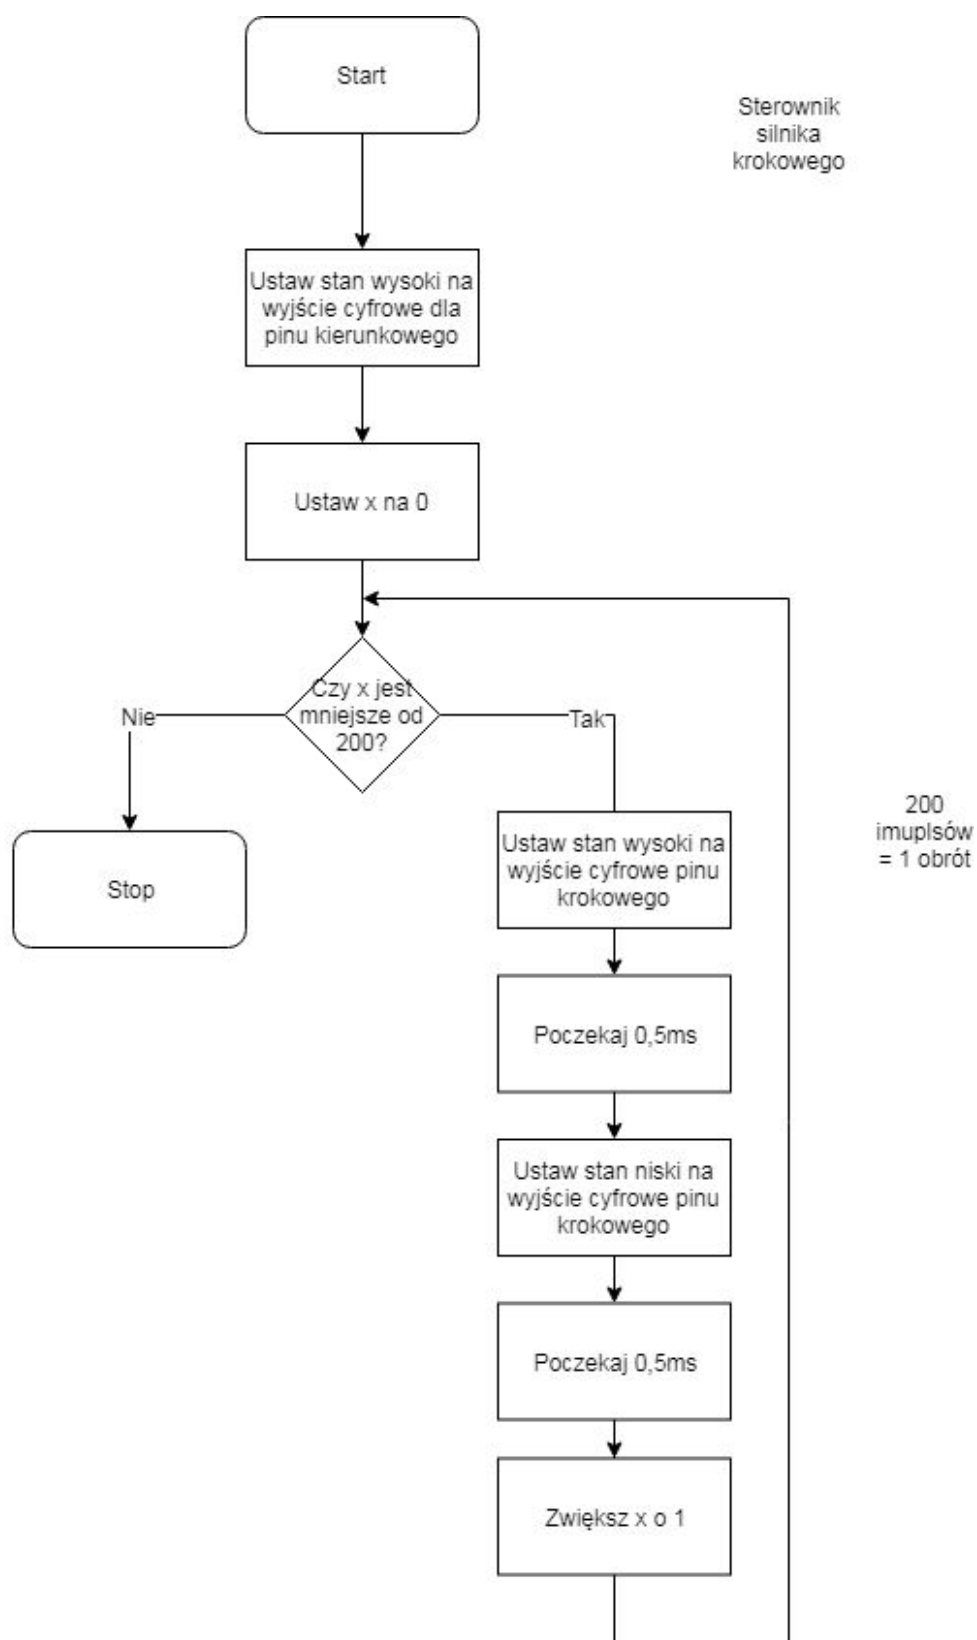 Start
Sterownik
silnika
krokowego
Ustaw stan wysoki na
wyjście cyfrowe dla
pinu kierunkowego
Ustaw x na 0
Czy x jest
mniejsze od
200?
Nie
Tak
Stop
Ustaw stan wysoki na
wyjście cyfrowe pinu
krokowego
200
imuplsów
= 1 obrót
Poczekaj 0,5ms
Ustaw stan niski na
wyjście cyfrowe pinu
krokowego
Poczekaj 0,5ms
Zwiększ x o 1